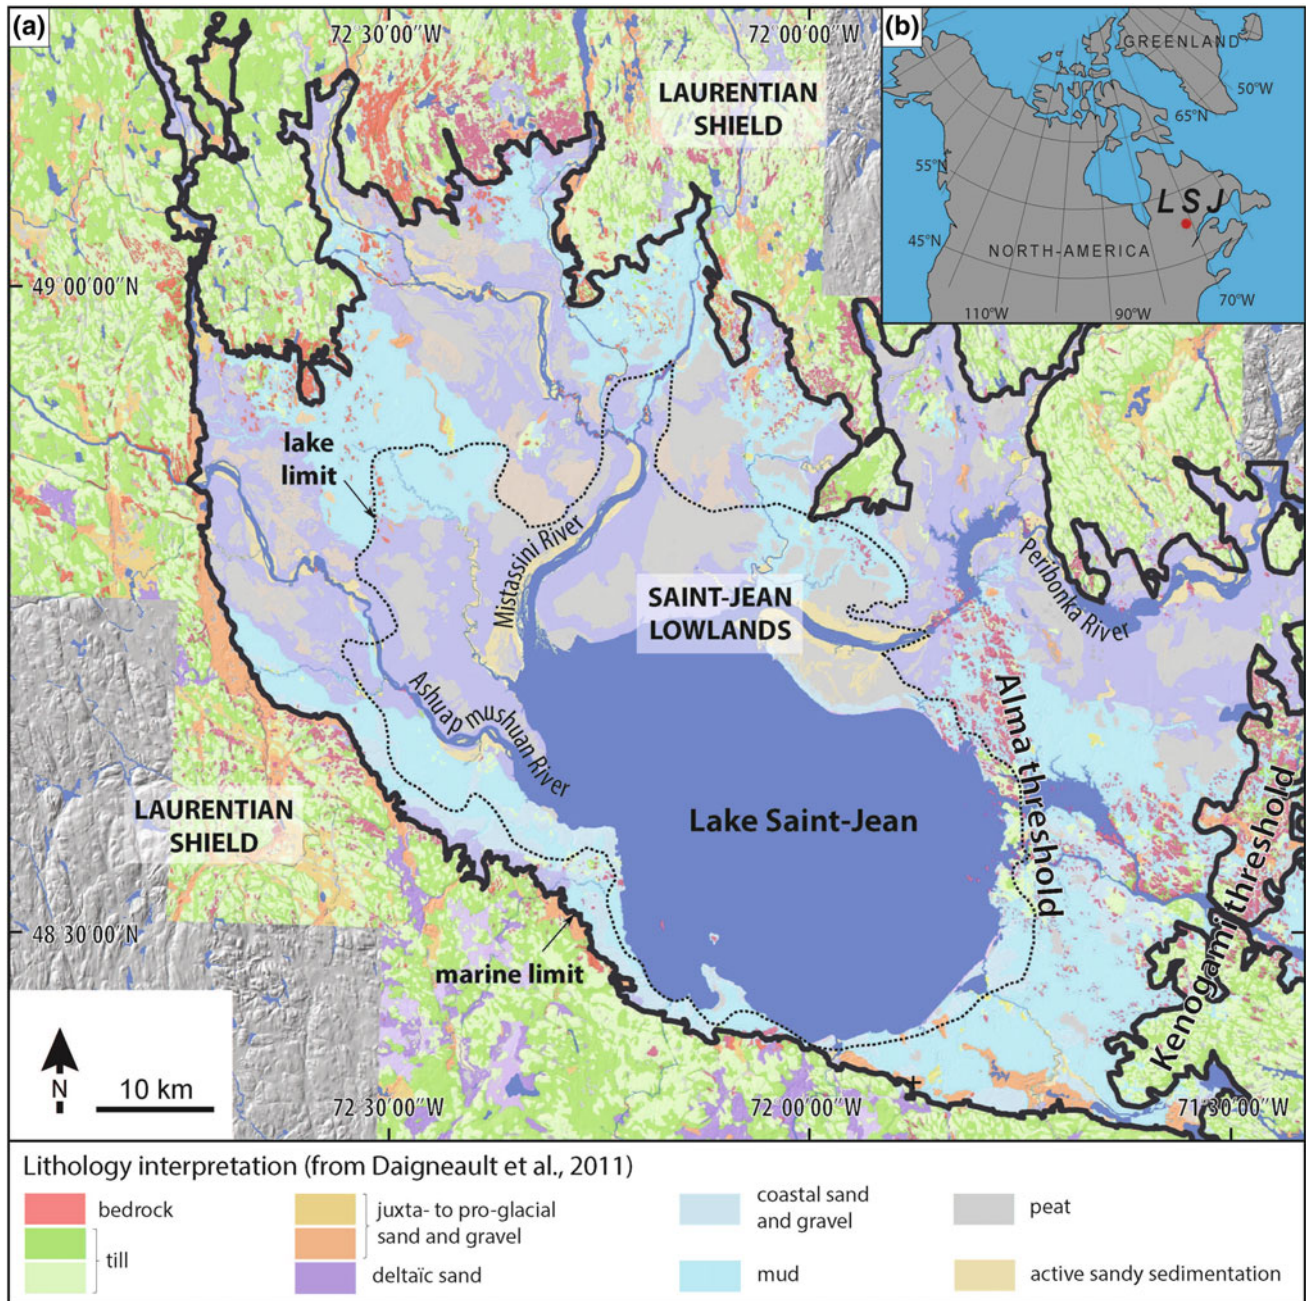 (a)
72°30'00"W
72°00'00"W
(b)
GREENLAND
50°W
65°N
55°N
LSJ
45°N
NORTH-AMERICA
70°W
110°W
90°W
LAURENTIAN
SHIELD
49°00'00"N
lake
limit
Mistassini River
SAINT-JEAN
LOWLANDS
Peribonka River
Ashuapmushuan River
Alma threshold
LAURENTIAN
SHIELD
Lake Saint-Jean
Kenogami threshold
48°30'00"N
marine limit
N
10 km
72°30'00"W
72°00'00"W
71°30'00"W
Lithology interpretation (from Daigneault et al., 2011)
bedrock
till
juxta- to pro-glacial
sand and gravel
deltaïc sand
coastal sand
and gravel
mud
peat
active sandy sedimentation